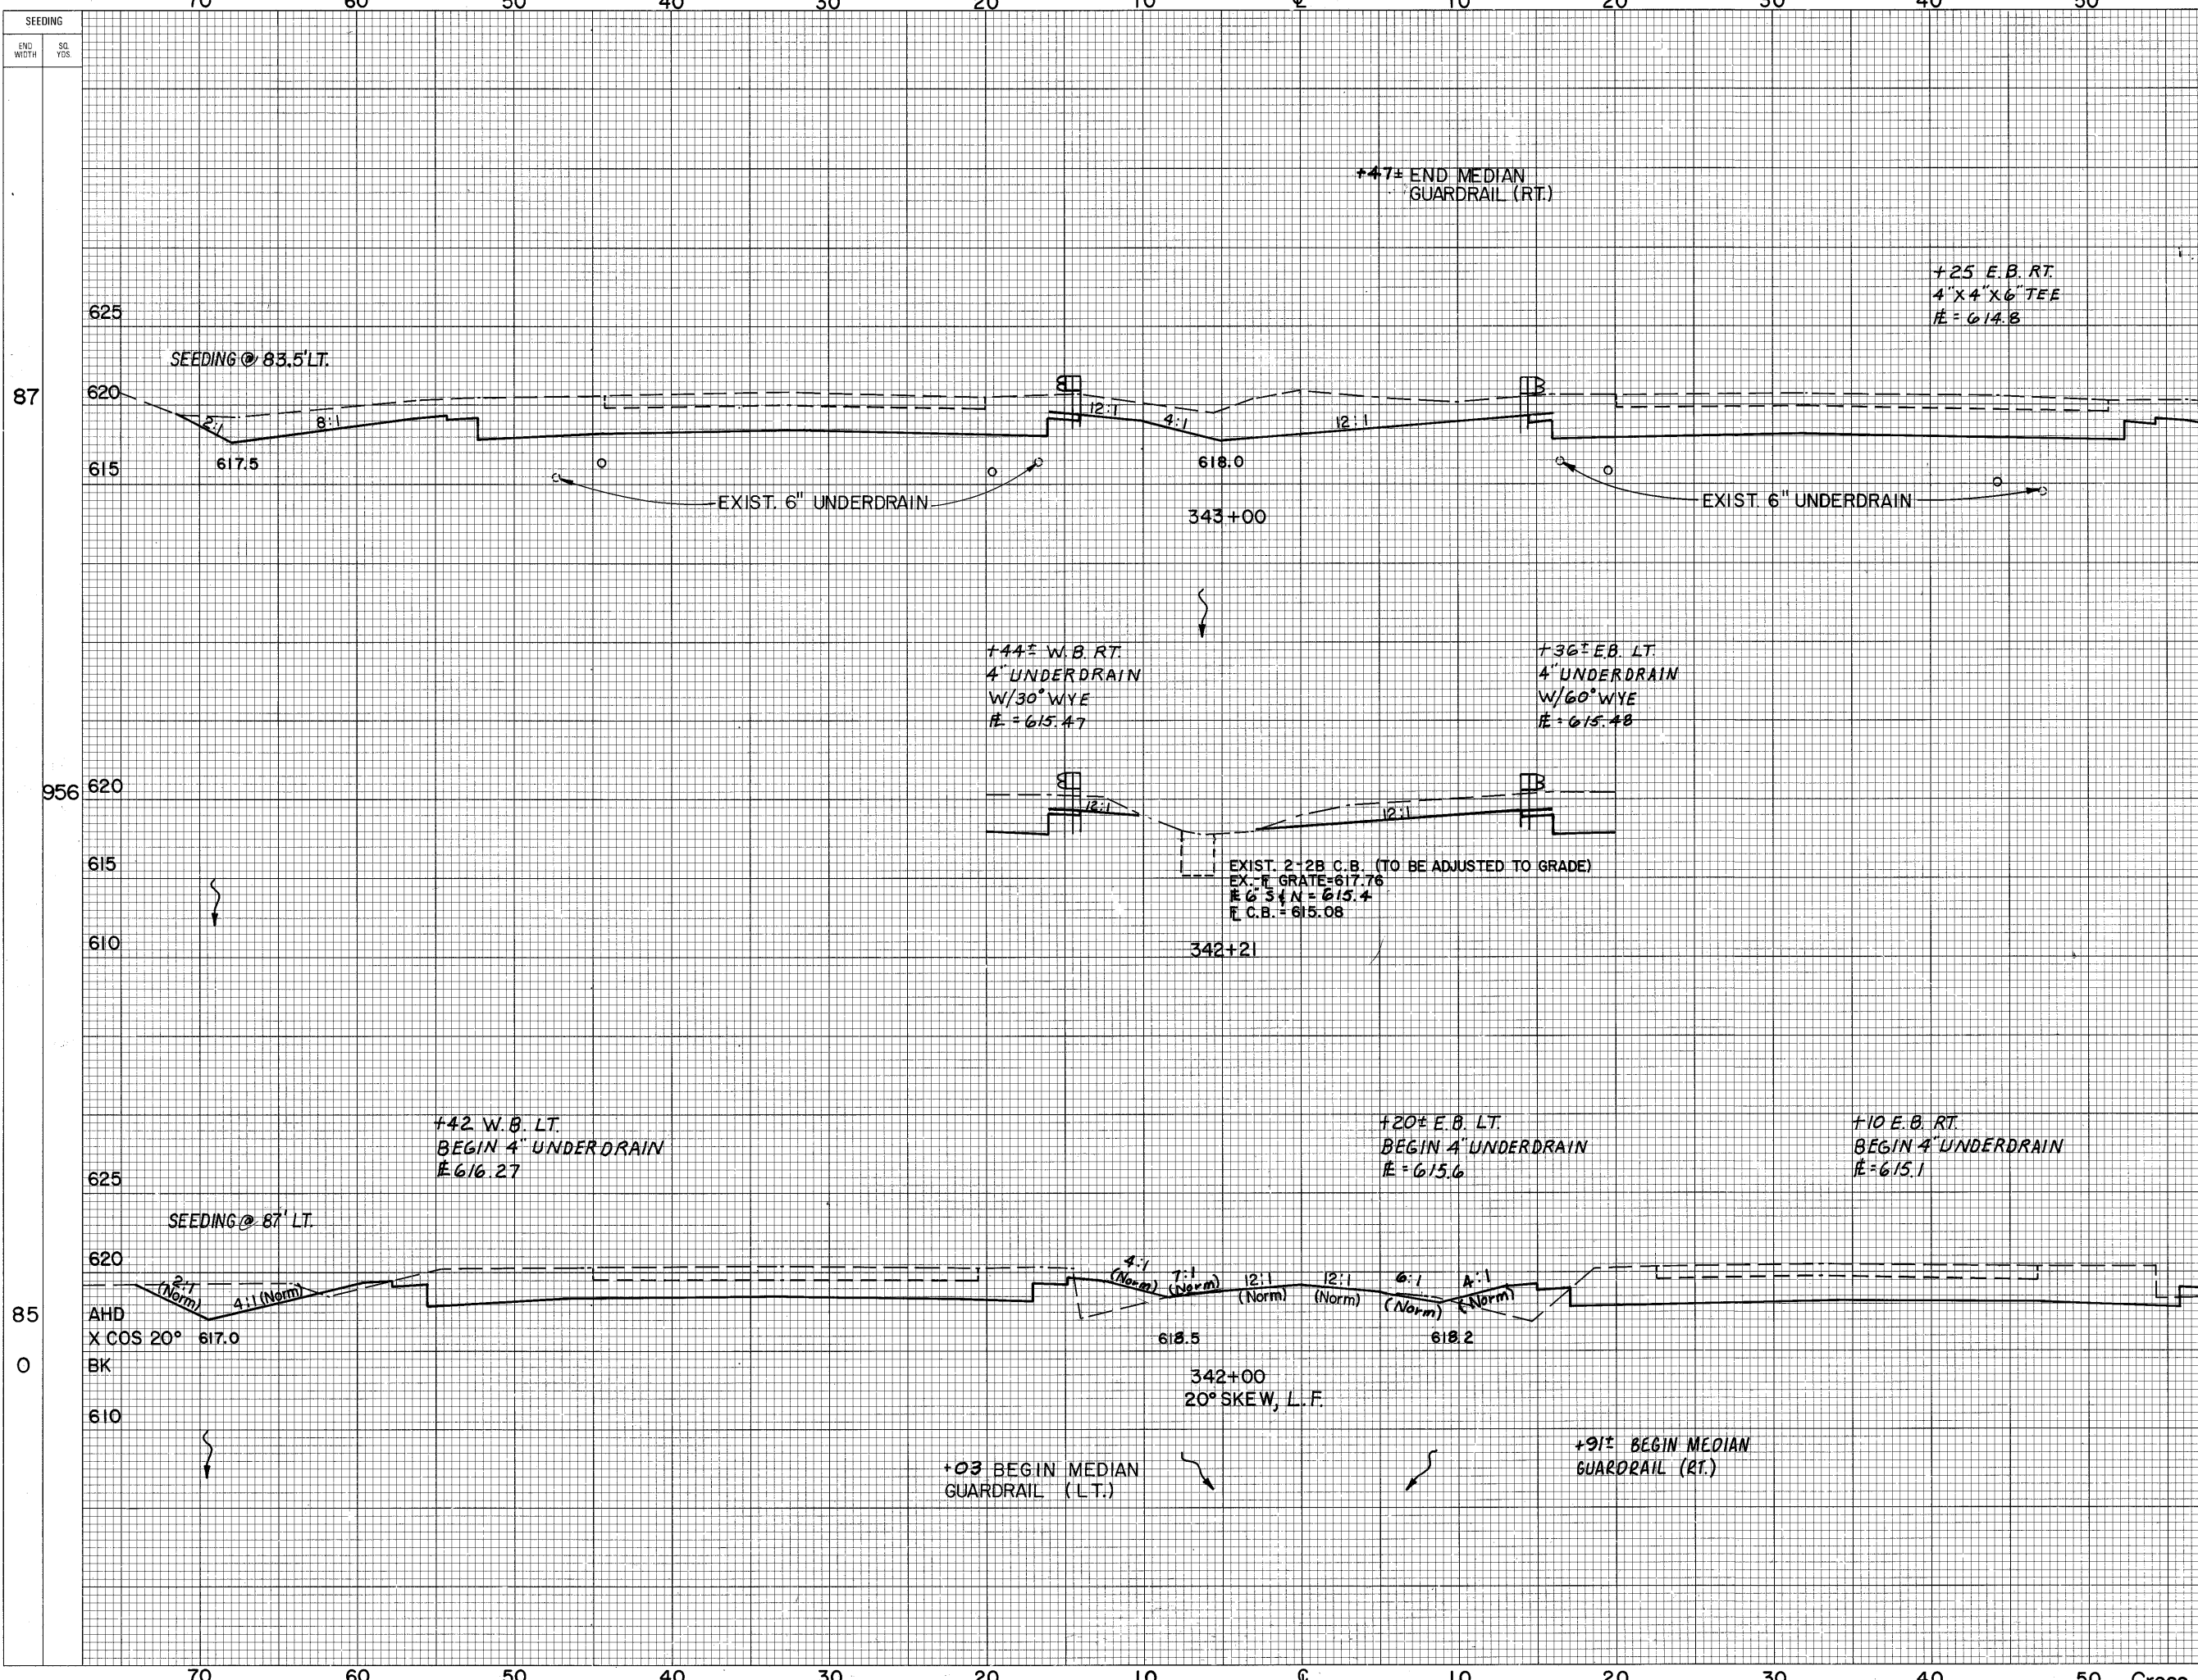 70 60 50 40 30 20 10 ℄ 10 20 30 40 50
SEEDING
END WIDTH
SQ. YDS.
+47± END MEDIAN
GUARDRAIL (RT.)
+25 E.B. RT.
4"X4"X6" TEE
℄ = 614.8
625
SEEDING @ 83.5' LT.
87
620
2:1
8:1
12:1
4:1
12:1
617.5
615
618.0
EXIST. 6" UNDERDRAIN
EXIST. 6" UNDERDRAIN
343+00
+44± W.B. RT.
4" UNDERDRAIN
W/30° WYE
℄ = 615.47
+36± E.B. LT.
4" UNDERDRAIN
W/60° WYE
℄ = 615.48
956
620
12:1
12:1
615
EXIST. 2-2B C.B. (TO BE ADJUSTED TO GRADE)
EX. ℄ GRATE=617.76
℄ 6" S & N = 615.4
℄ C.B. = 615.08
610
342+21
+42 W.B. LT.
BEGIN 4" UNDERDRAIN
℄ 616.27
+20± E.B. LT.
BEGIN 4" UNDERDRAIN
℄ = 615.6
+10 E.B. RT.
BEGIN 4" UNDERDRAIN
℄ = 615.1
625
SEEDING @ 87' LT.
620
2:1
(Norm)
4:1 (Norm)
4:1
(Norm)
7:1
(Norm)
12:1
(Norm)
12:1
(Norm)
6:1
(Norm)
4:1
(Norm)
85
AHD
X COS 20° 617.0
618.5
618.2
0
BK
342+00
20° SKEW, L.F.
610
+03 BEGIN MEDIAN
GUARDRAIL (LT.)
+91± BEGIN MEDIAN
GUARDRAIL (RT.)
70 60 50 40 30 20 10 ℄ 10 20 30 40 50 Cross